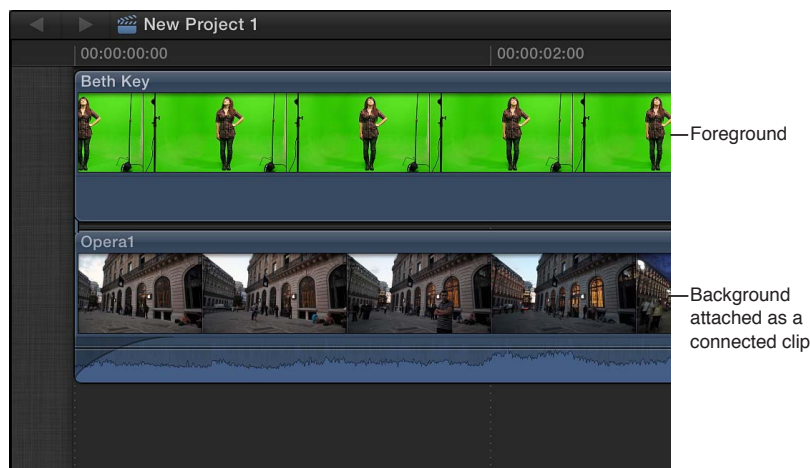 New Project 1
00:00:00:00 00:00:02:00
Beth Key
Foreground
Opera1
Background
attached as a
connected clip